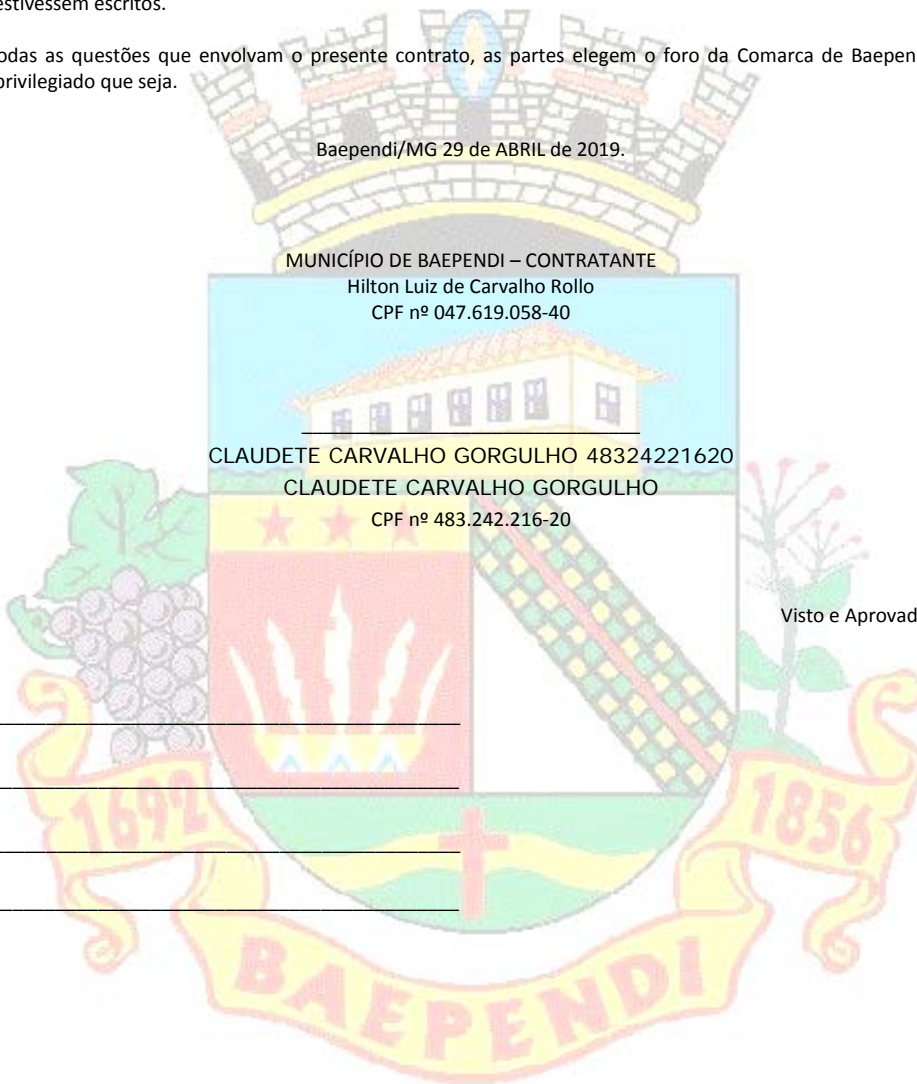 estivessem escritos.
odas as questões que envolvam o presente contrato, as partes elegem o foro da Comarca de Baepen
privilegiado que seja.
Baependi/MG 29 de ABRIL de 2019.
MUNICÍPIO DE BAEPENDI – CONTRATANTE
Hilton Luiz de Carvalho Rollo
CPF nº 047.619.058-40
CLAUDETE CARVALHO GORGULHO 48324221620
CLAUDETE CARVALHO GORGULHO
CPF nº 483.242.216-20
Visto e Aprovad
1692
1856
BAEPENDI